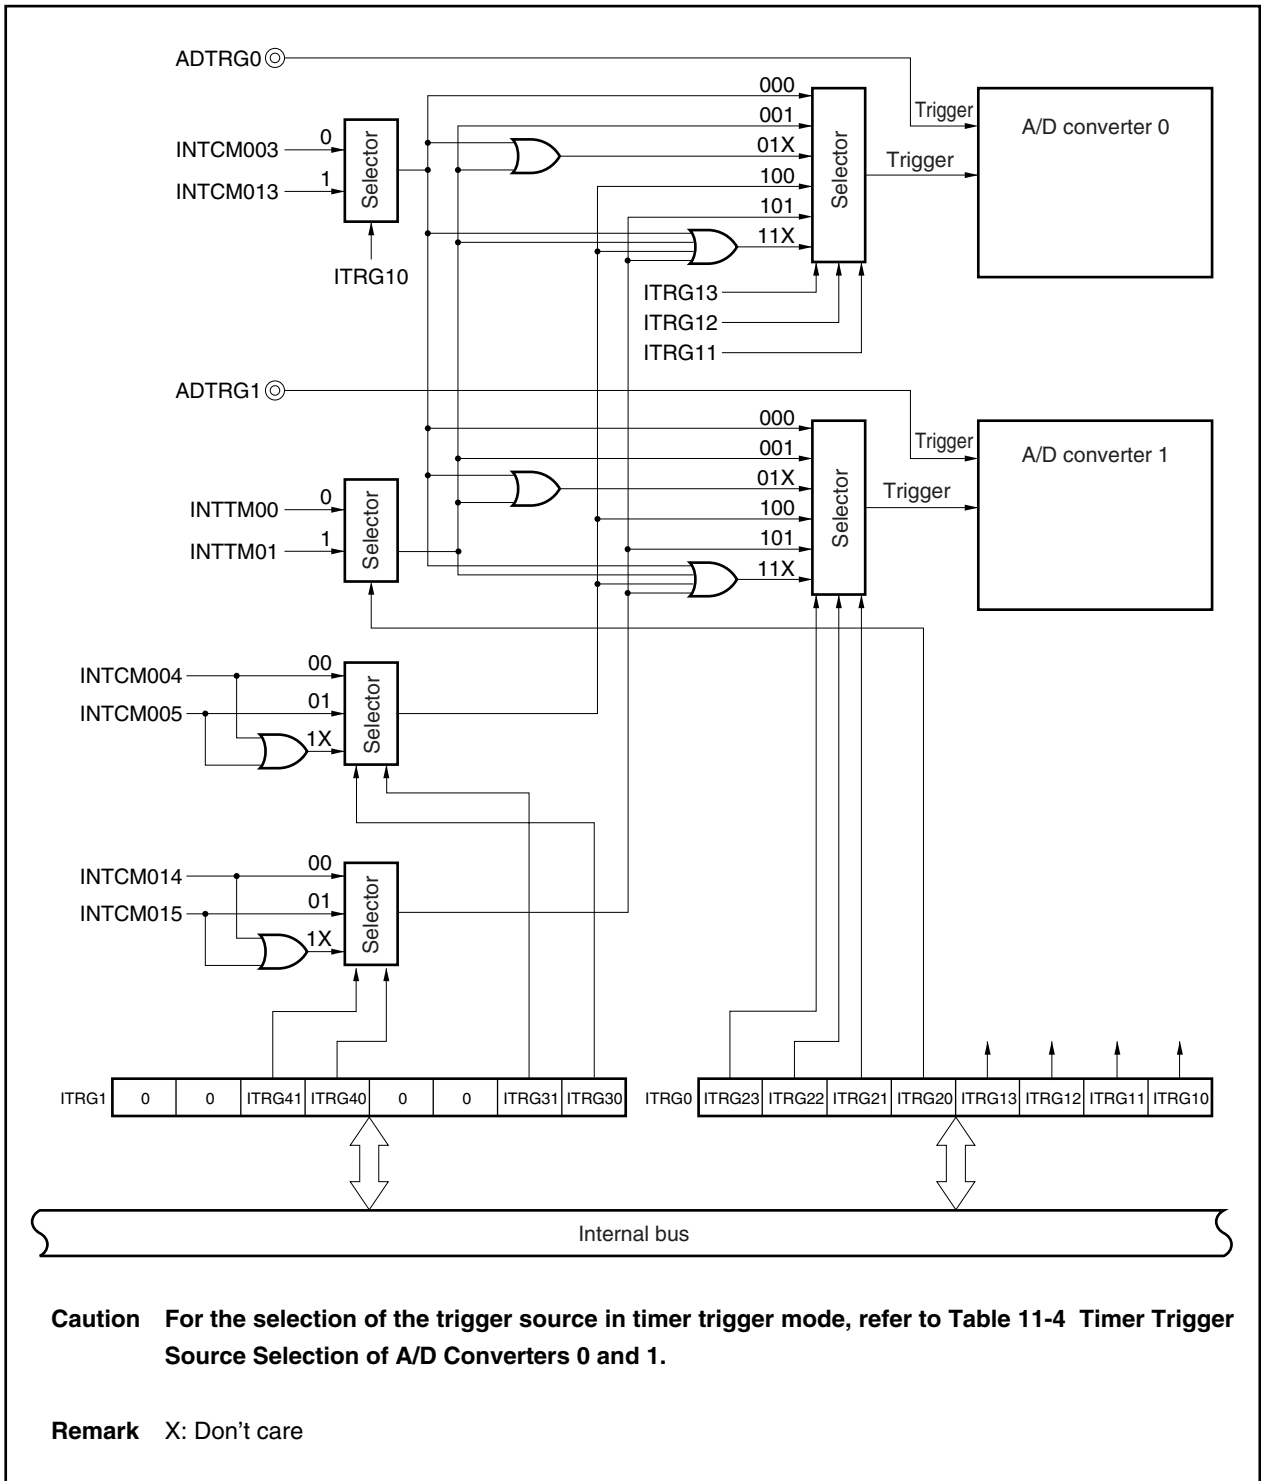 ADTRG0
000
001
01X
100
101
11X
Trigger
A/D converter 0
INTCM003
0
INTCM013
1
Selector
Selector
Trigger
ITRG10
ITRG13
ITRG12
ITRG11
ADTRG1
000
001
01X
100
101
11X
Trigger
A/D converter 1
INTTM00
0
INTTM01
1
Selector
Selector
Trigger
INTCM004
00
INTCM005
01
1X
Selector
INTCM014
00
INTCM015
01
1X
Selector
ITRG1 0 0 ITRG41 ITRG40 0 0 ITRG31 ITRG30
ITRG0 ITRG23 ITRG22 ITRG21 ITRG20 ITRG13 ITRG12 ITRG11 ITRG10
Internal bus
Caution For the selection of the trigger source in timer trigger mode, refer to Table 11-4 Timer Trigger
Source Selection of A/D Converters 0 and 1.
Remark X: Don't care